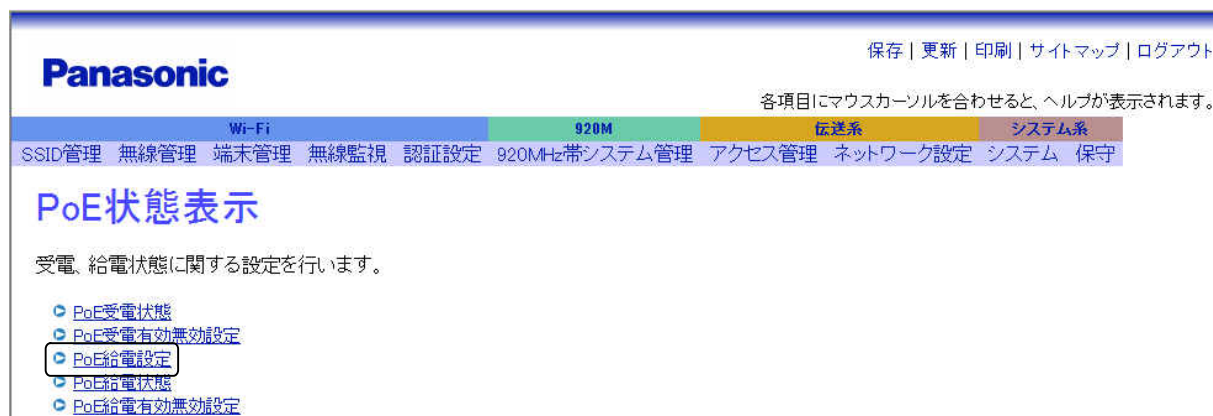 保存 | 更新 | 印刷 | サイトマップ | ログアウト
Panasonic
各項目にマウスカーソルを合わせると、ヘルプが表示されます。
Wi-Fi 920M 伝送系 システム系
SSID管理 無線管理 端末管理 無線監視 認証設定 920MHz帯システム管理 アクセス管理 ネットワーク設定 システム 保守
PoE状態表示
受電、給電状態に関する設定を行います。
PoE受電状態
PoE受電有効無効設定
PoE給電設定
PoE給電状態
PoE給電有効無効設定